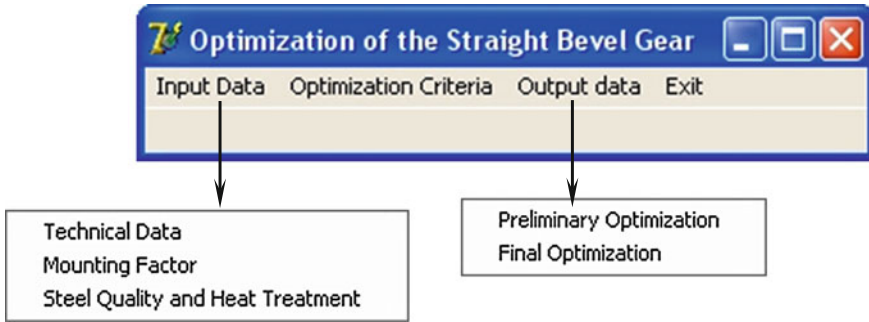 Optimization of the Straight Bevel Gear
Input Data Optimization Criteria Output data Exit
Technical Data
Mounting Factor
Steel Quality and Heat Treatment
Preliminary Optimization
Final Optimization